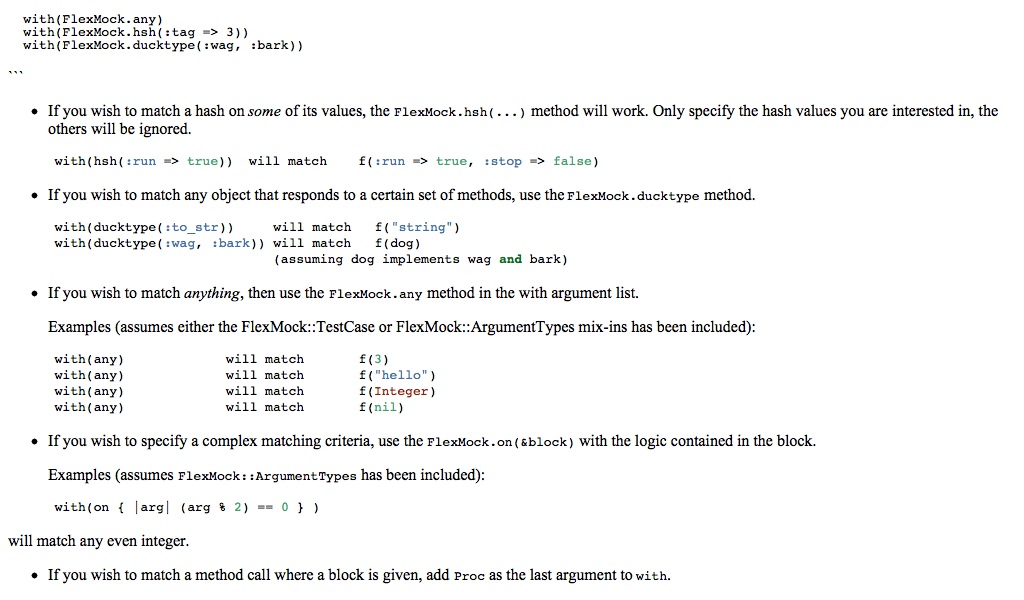 with(FlexMock.any)
with(FlexMock.hsh(:tag => 3))
with(FlexMock.ducktype(:wag, :bark))
```
• If you wish to match a hash on some of its values, the FlexMock.hsh(...) method will work. Only specify the hash values you are interested in, the
others will be ignored.
with(hsh(:run => true)) will match f(:run => true, :stop => false)
• If you wish to match any object that responds to a certain set of methods, use the FlexMock.ducktype method.
with(ducktype(:to_str)) will match f("string")
with(ducktype(:wag, :bark)) will match f(dog)
(assuming dog implements wag and bark)
• If you wish to match anything, then use the FlexMock.any method in the with argument list.
Examples (assumes either the FlexMock::TestCase or FlexMock::ArgumentTypes mix-ins has been included):
with(any) will match f(3)
with(any) will match f("hello")
with(any) will match f(Integer)
with(any) will match f(nil)
• If you wish to specify a complex matching criteria, use the FlexMock.on(&block) with the logic contained in the block.
Examples (assumes FlexMock::ArgumentTypes has been included):
with(on { |arg| (arg % 2) == 0 } )
will match any even integer.
• If you wish to match a method call where a block is given, add Proc as the last argument to with.